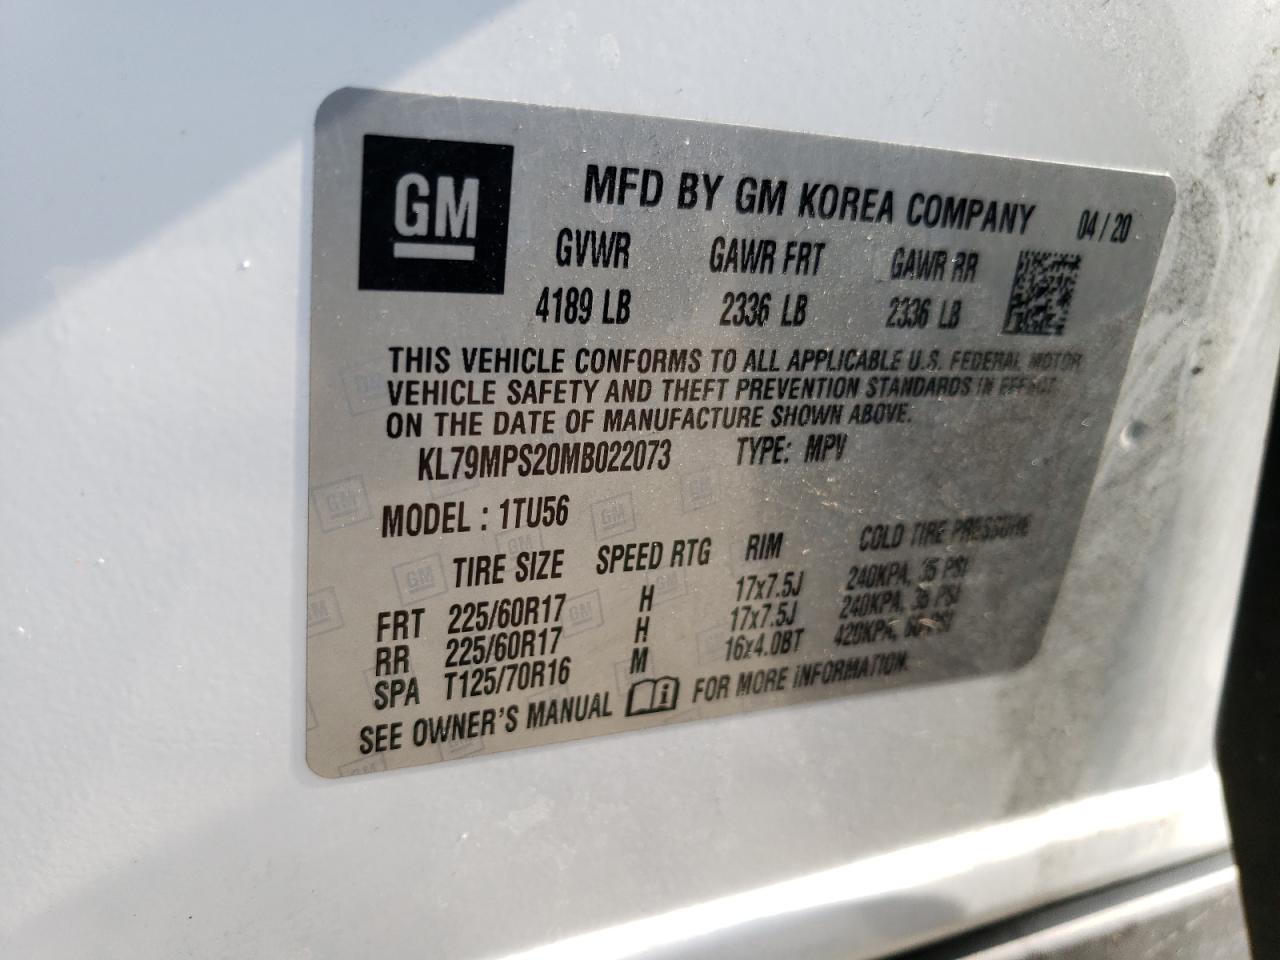 GM
MFD BY GM KOREA COMPANY 04/20
GVWR GAWR FRT GAWR RR
4189 LB 2336 LB 2336 LB
THIS VEHICLE CONFORMS TO ALL APPLICABLE U.S. FEDERAL MOTOR
VEHICLE SAFETY AND THEFT PREVENTION STANDARDS IN EFFECT
ON THE DATE OF MANUFACTURE SHOWN ABOVE.
KL79MPS20MB022073 TYPE: MPV
MODEL: 1TU56
TIRE SIZE SPEED RTG RIM COLD TIRE PRESSURE
FRT 225/60R17 H 17x7.5J 240KPA, 35 PSI
RR 225/60R17 H 17x7.5J 240KPA, 35 PSI
SPA T125/70R16 M 16x4.0BT 420KPA, 60 PSI
SEE OWNER'S MANUAL i FOR MORE INFORMATION.